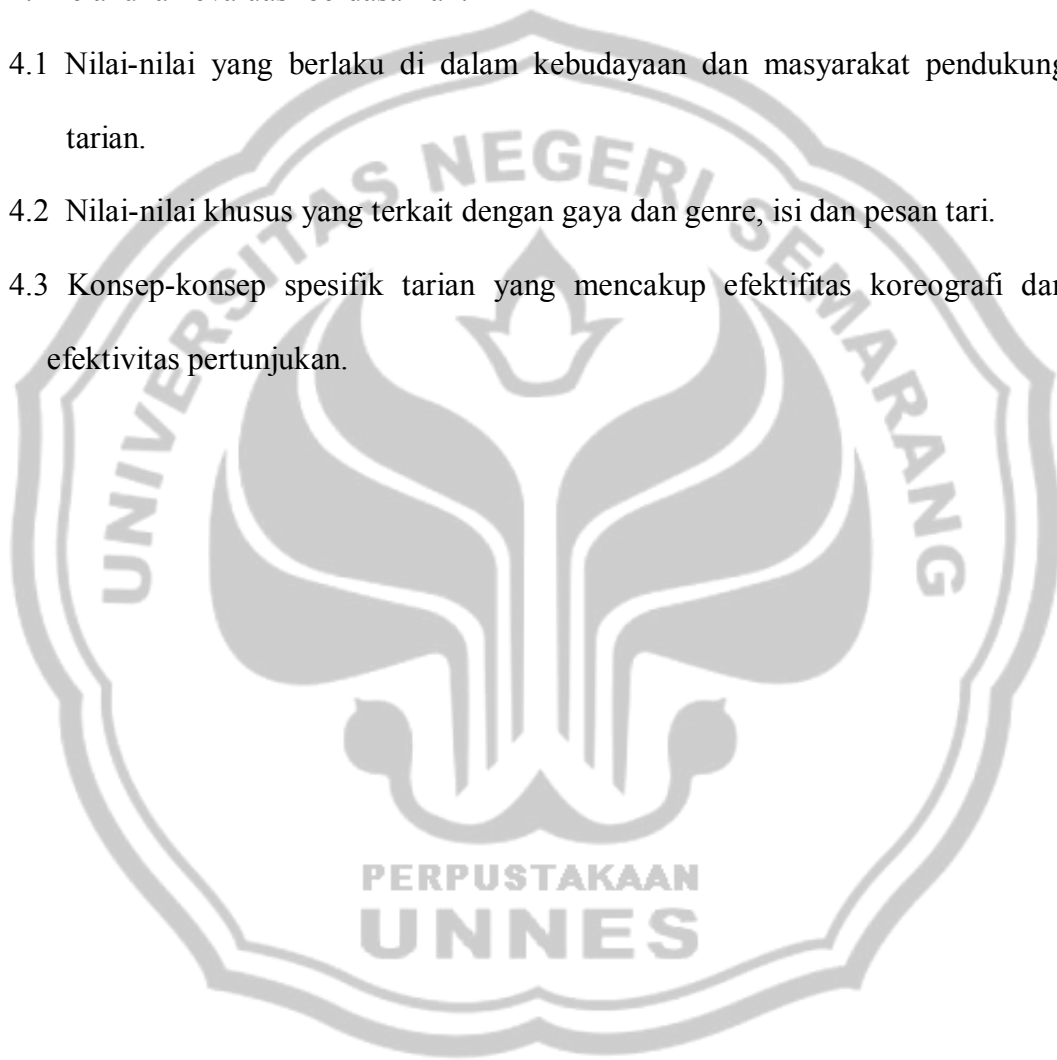 4.1 Nilai-nilai yang berlaku di dalam kebudayaan dan masyarakat pendukung
tarian.
4.2 Nilai-nilai khusus yang terkait dengan gaya dan genre, isi dan pesan tari.
4.3 Konsep-konsep spesifik tarian yang mencakup efektifitas koreografi dan
efektivitas pertunjukan.
UNIVERSITAS NEGERI SEMARANG
PERPUSTAKAAN
UNNES